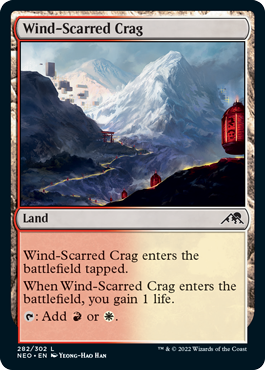 Wind-Scarred Crag
Land
Wind-Scarred Crag enters the
battlefield tapped.
When Wind-Scarred Crag enters the
battlefield, you gain 1 life.
: Add or .
282/302 L
NEO • EN Yeong-Hao Han
™ & © 2022 Wizards of the Coast